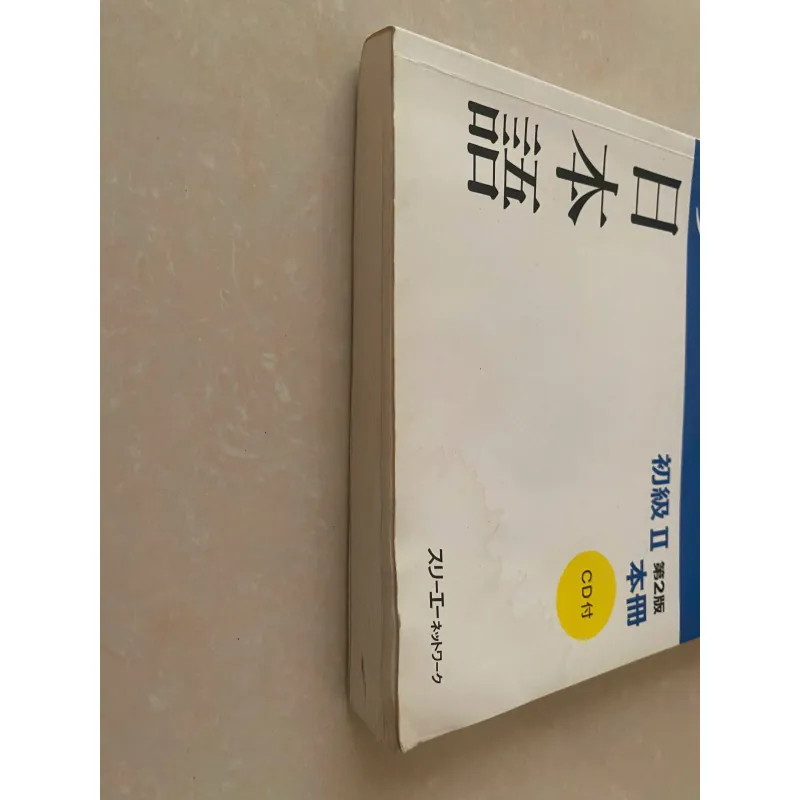 日本語
初級 II 第2版
本冊
CD付
スリーエーネットワーク